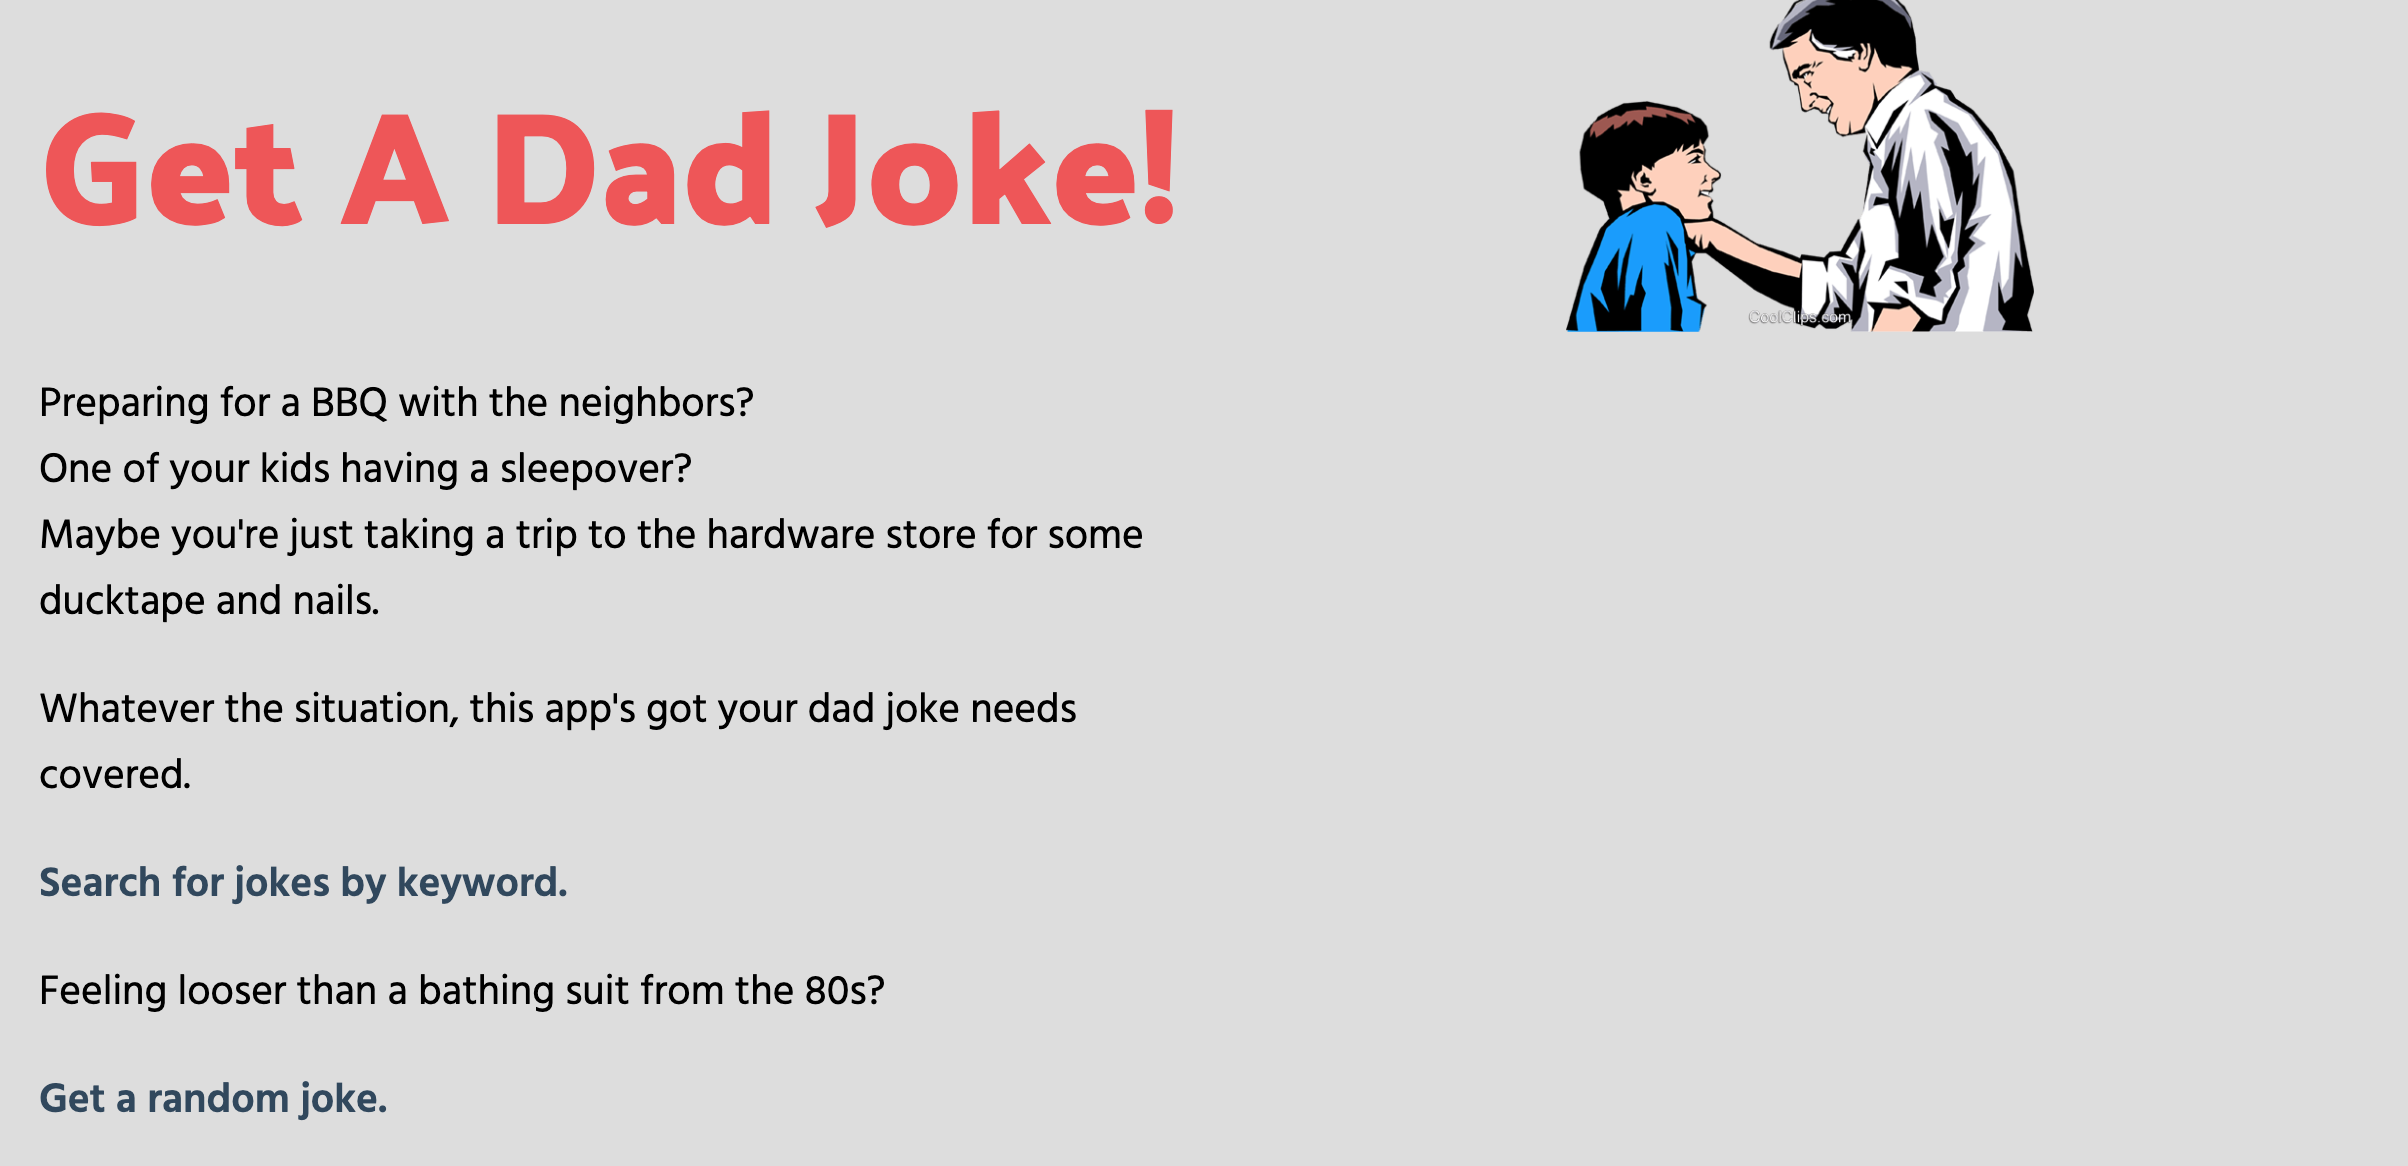 Get A Dad Joke!
CoolClips.com
Preparing for a BBQ with the neighbors?
One of your kids having a sleepover?
Maybe you're just taking a trip to the hardware store for some
ducktape and nails.
Whatever the situation, this app's got your dad joke needs
covered.
Search for jokes by keyword.
Feeling looser than a bathing suit from the 80s?
Get a random joke.